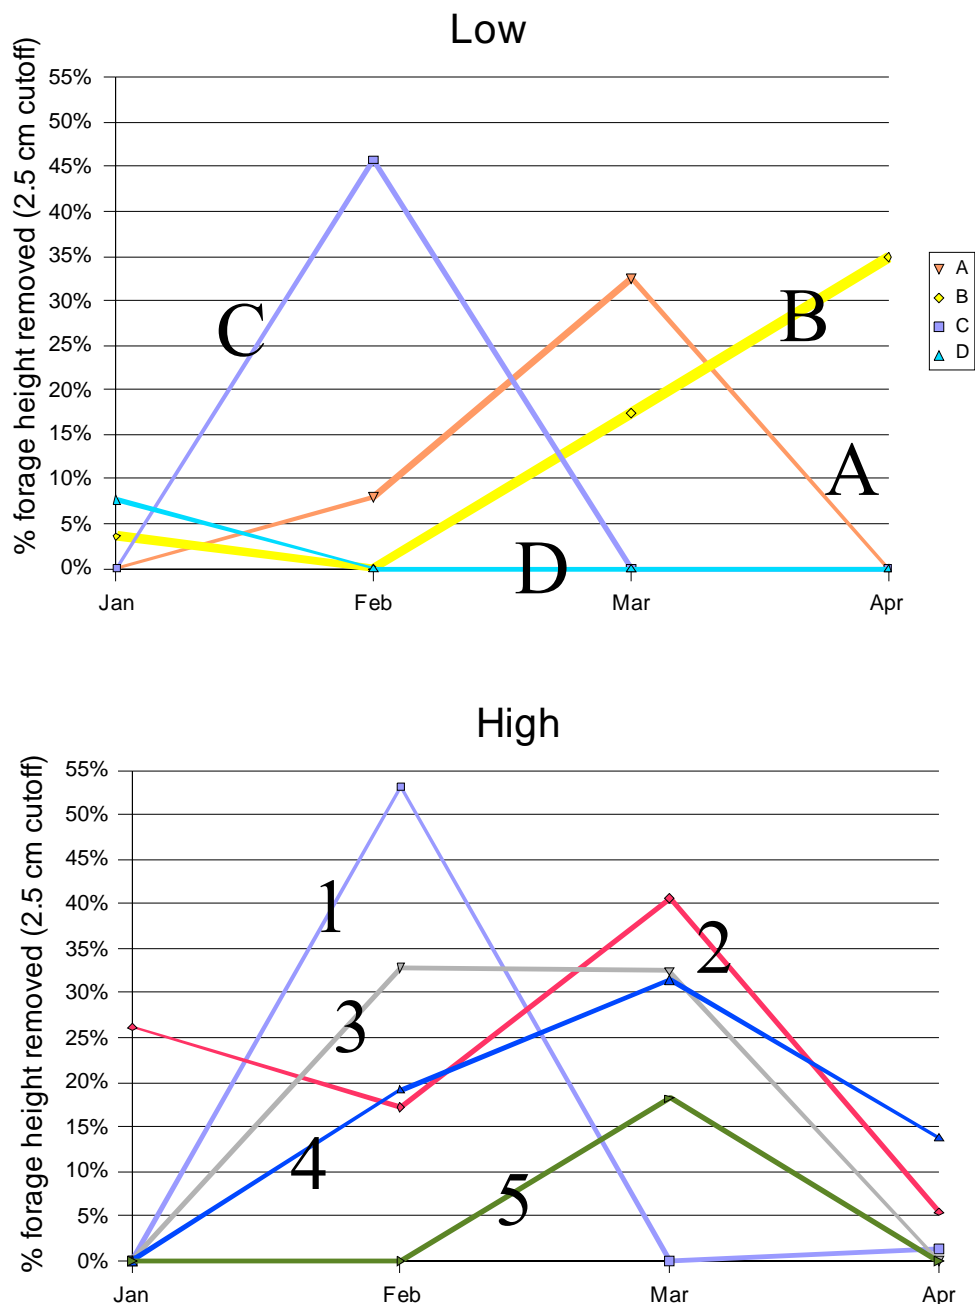 Low
% forage height removed (2.5 cm cutoff)
55%
50%
45%
40%
35%
30%
25%
20%
15%
10%
5%
0%
Jan Feb Mar Apr
C
B
A
D
A
B
C
D
High
% forage height removed (2.5 cm cutoff)
55%
50%
45%
40%
35%
30%
25%
20%
15%
10%
5%
0%
Jan Feb Mar Apr
1
2
3
4
5